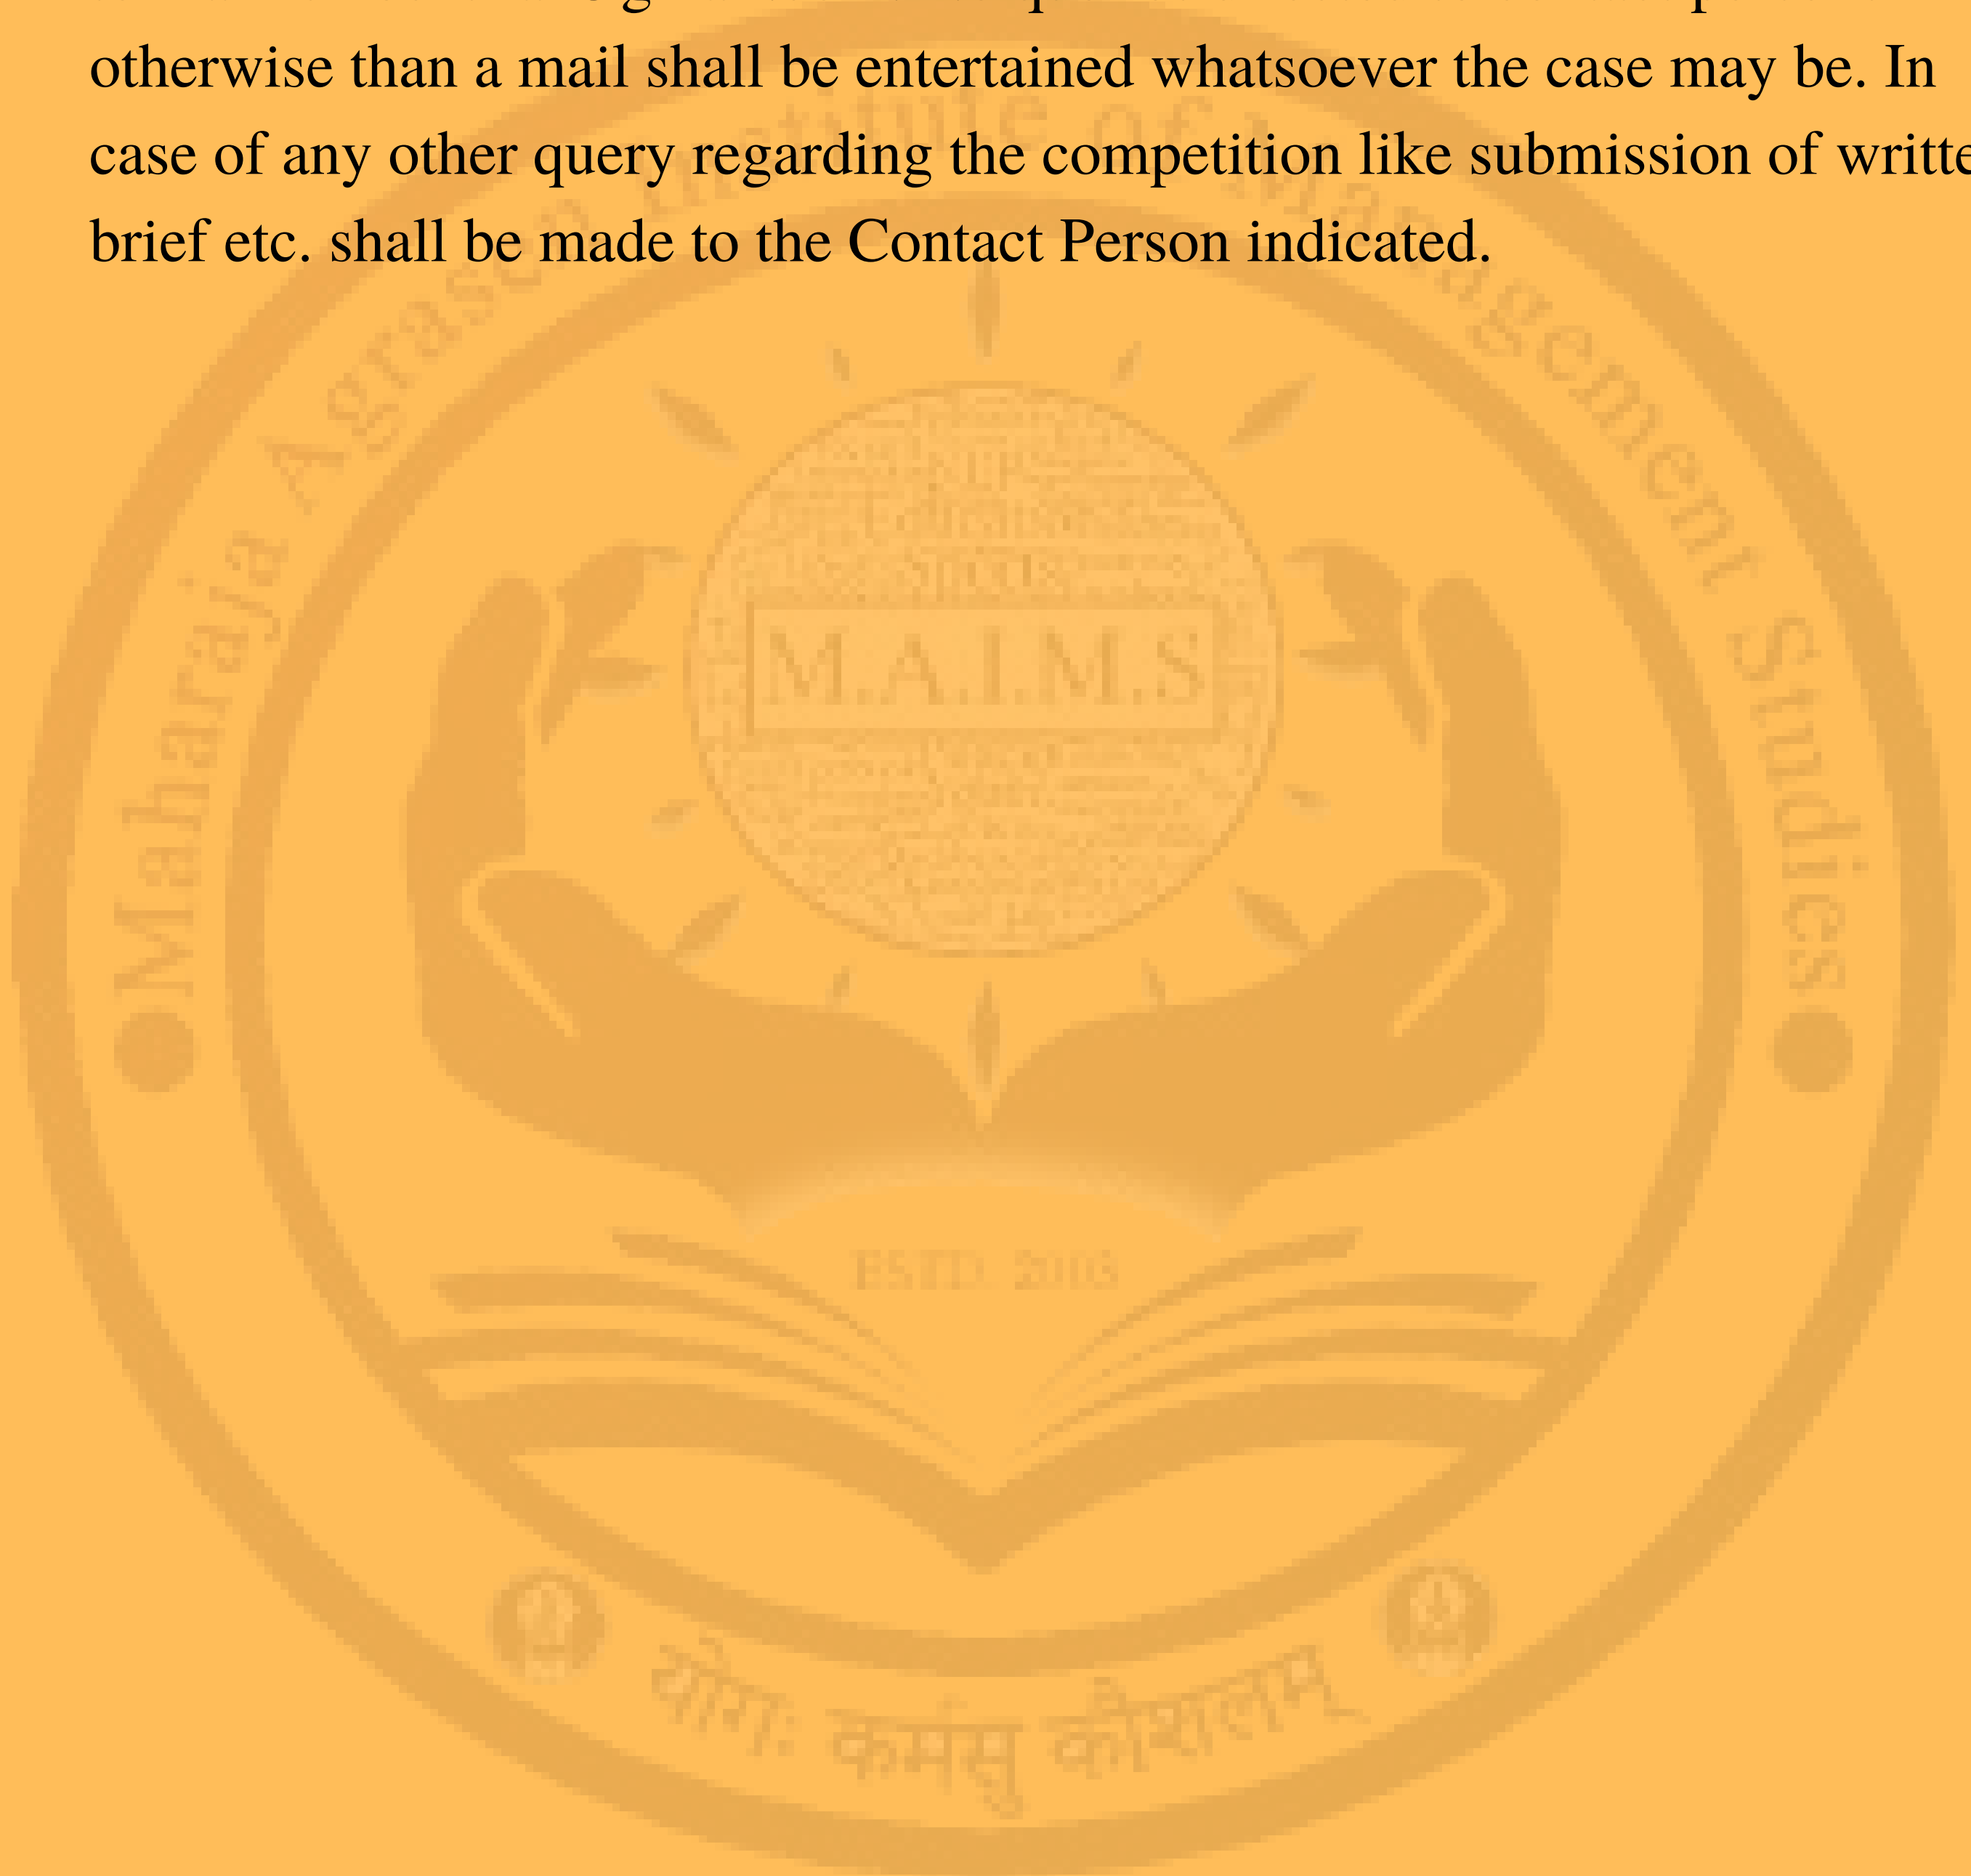 otherwise than a mail shall be entertained whatsoever the case may be. In
case of any other query regarding the competition like submission of writte
brief etc. shall be made to the Contact Person indicated.
Maharaja Agrasen Institute of Management Studies
M.A.I.M.S
ESTD. 2003
योगः कर्मसु कौशलम्